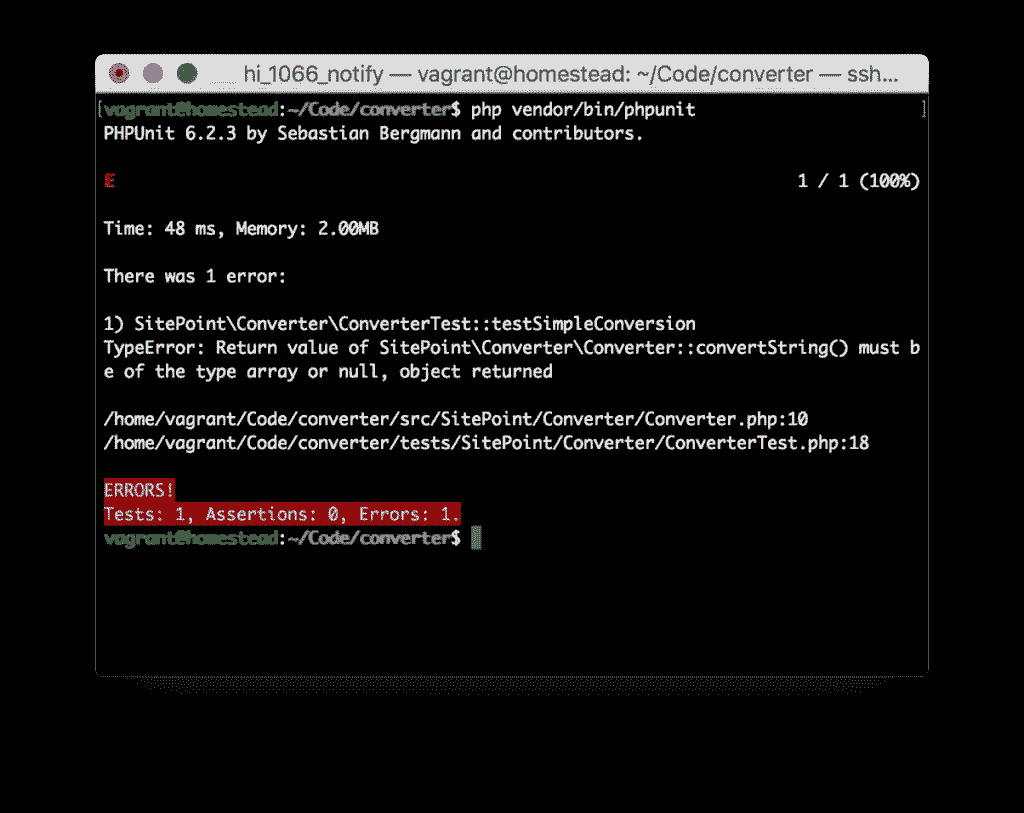 hi_1066_notify — vagrant@homestead: ~/Code/converter — ssh...
[vagrant@homestead:~/Code/converter$ php vendor/bin/phpunit ]
PHPUnit 6.2.3 by Sebastian Bergmann and contributors.
E 1 / 1 (100%)
Time: 48 ms, Memory: 2.00MB
There was 1 error:
1) SitePoint\Converter\ConverterTest::testSimpleConversion
TypeError: Return value of SitePoint\Converter\Converter::convertString() must b
e of the type array or null, object returned
/home/vagrant/Code/converter/src/SitePoint/Converter/Converter.php:10
/home/vagrant/Code/converter/tests/SitePoint/Converter/ConverterTest.php:18
ERRORS!
Tests: 1, Assertions: 0, Errors: 1.
vagrant@homestead:~/Code/converter$